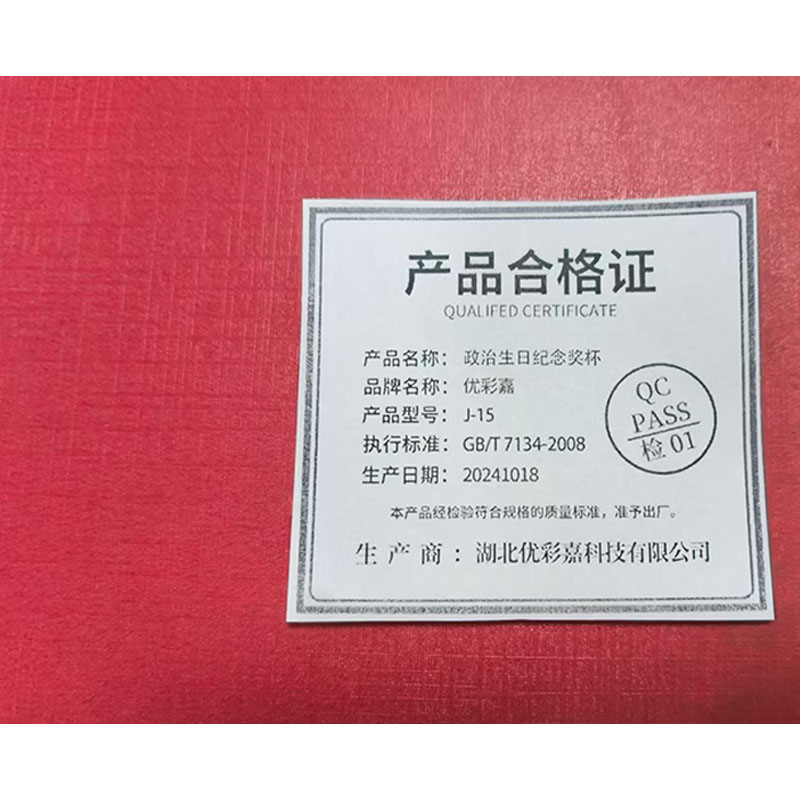 产品合格证
QUALIFED CERTIFICATE
产品名称：政治生日纪念奖杯
品牌名称：优彩嘉
产品型号：J-15
执行标准：GB/T 7134-2008
生产日期：20241018
QC
PASS
检 01
本产品经检验符合规格的质量标准，准予出厂。
生产商：湖北优彩嘉科技有限公司